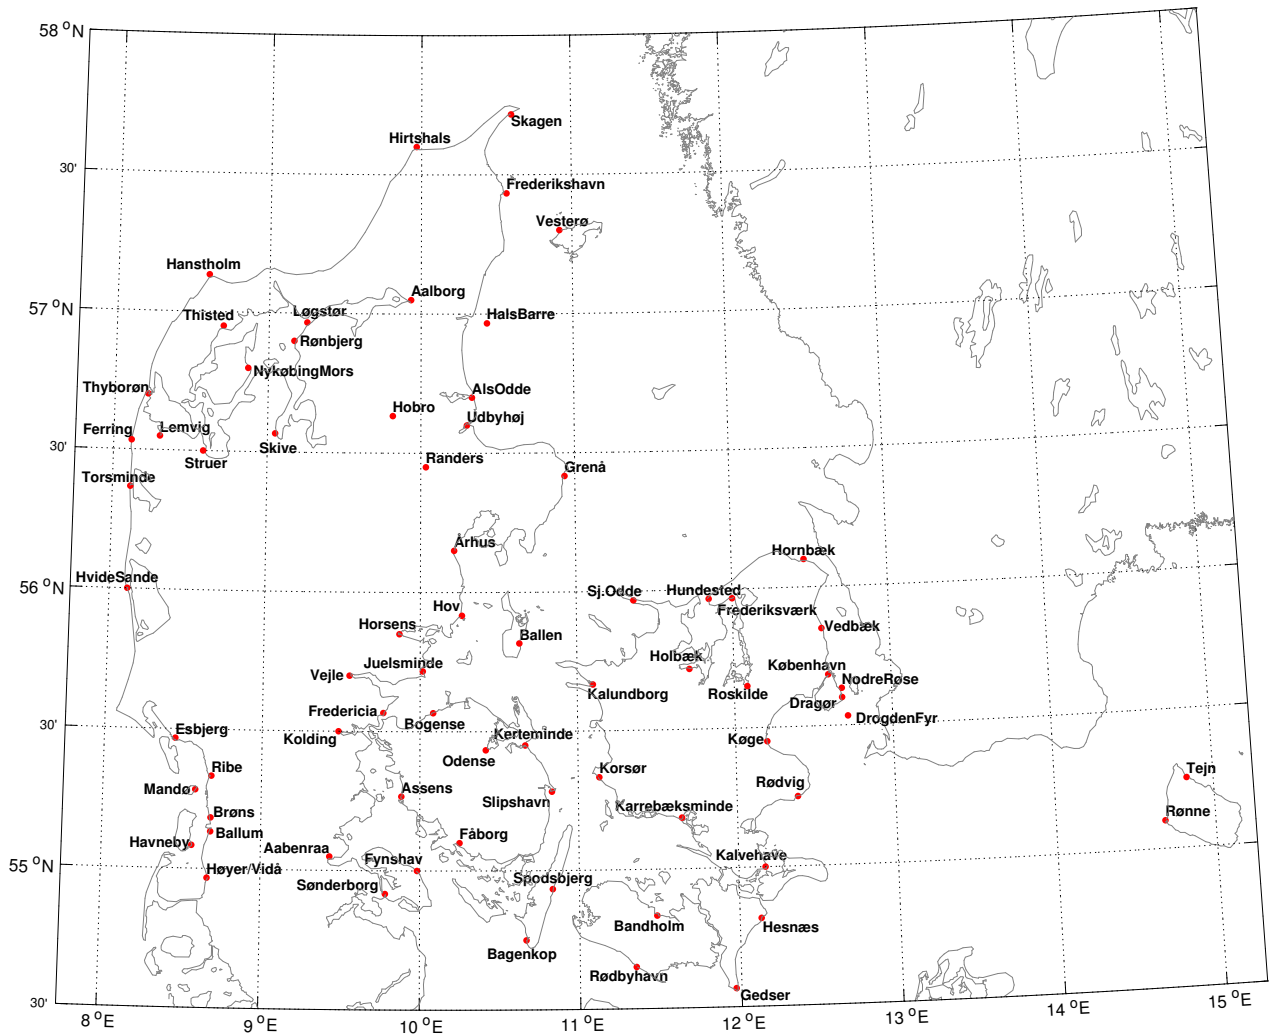 58 °N
Skagen
Hirtshals
30'
Frederikshavn
Vesterø
Hanstholm
Aalborg
57 °N
Thisted
Løgstør
HalsBarre
Rønbjerg
NykøbingMors
Thyborøn
AlsOdde
Hobro
Udbyhøj
Ferring
Lemvig
30'
Skive
Struer
Randers
Grenå
Torsminde
Århus
Hornbæk
HvideSande
56 °N
Sj.Odde
Hundested
Frederiksværk
Hov
Horsens
Ballen
Vedbæk
Juelsminde
Holbæk
København
Vejle
NodreRøse
Kalundborg
Roskilde
Dragør
Fredericia
Bogense
DrogdenFyr
30'
Esbjerg
Kolding
Kerteminde
Køge
Odense
Ribe
Korsør
Tejn
Mandø
Assens
Slipshavn
Rødvig
Karrebæksminde
Brøns
Rønne
Ballum
Havneby
Fåborg
Aabenraa
Fynshav
Kalvehave
55 °N
Høyer/Vidå
Spodsbjerg
Sønderborg
Bandholm
Hesnæs
Bagenkop
Rødbyhavn
Gedser
30'
8 °E
9 °E
10 °E
11 °E
12 °E
13 °E
14 °E
15 °E